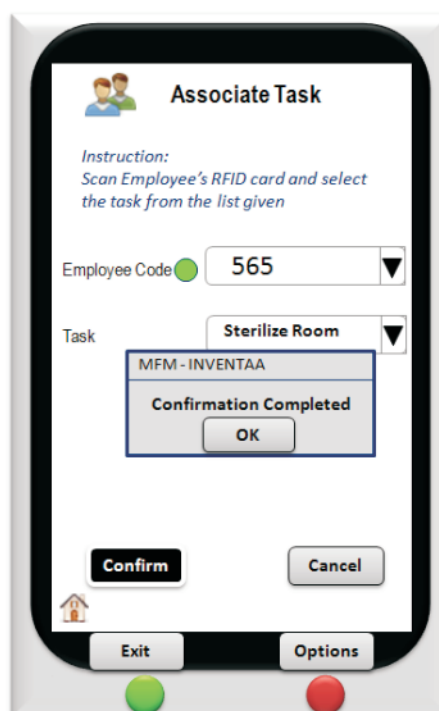 Associate Task
Instruction:
Scan Employee's RFID card and select
the task from the list given
Employee Code
565
Task
Sterilize Room
MFM - INVENTAA
Confirmation Completed
OK
Confirm
Cancel
Exit
Options